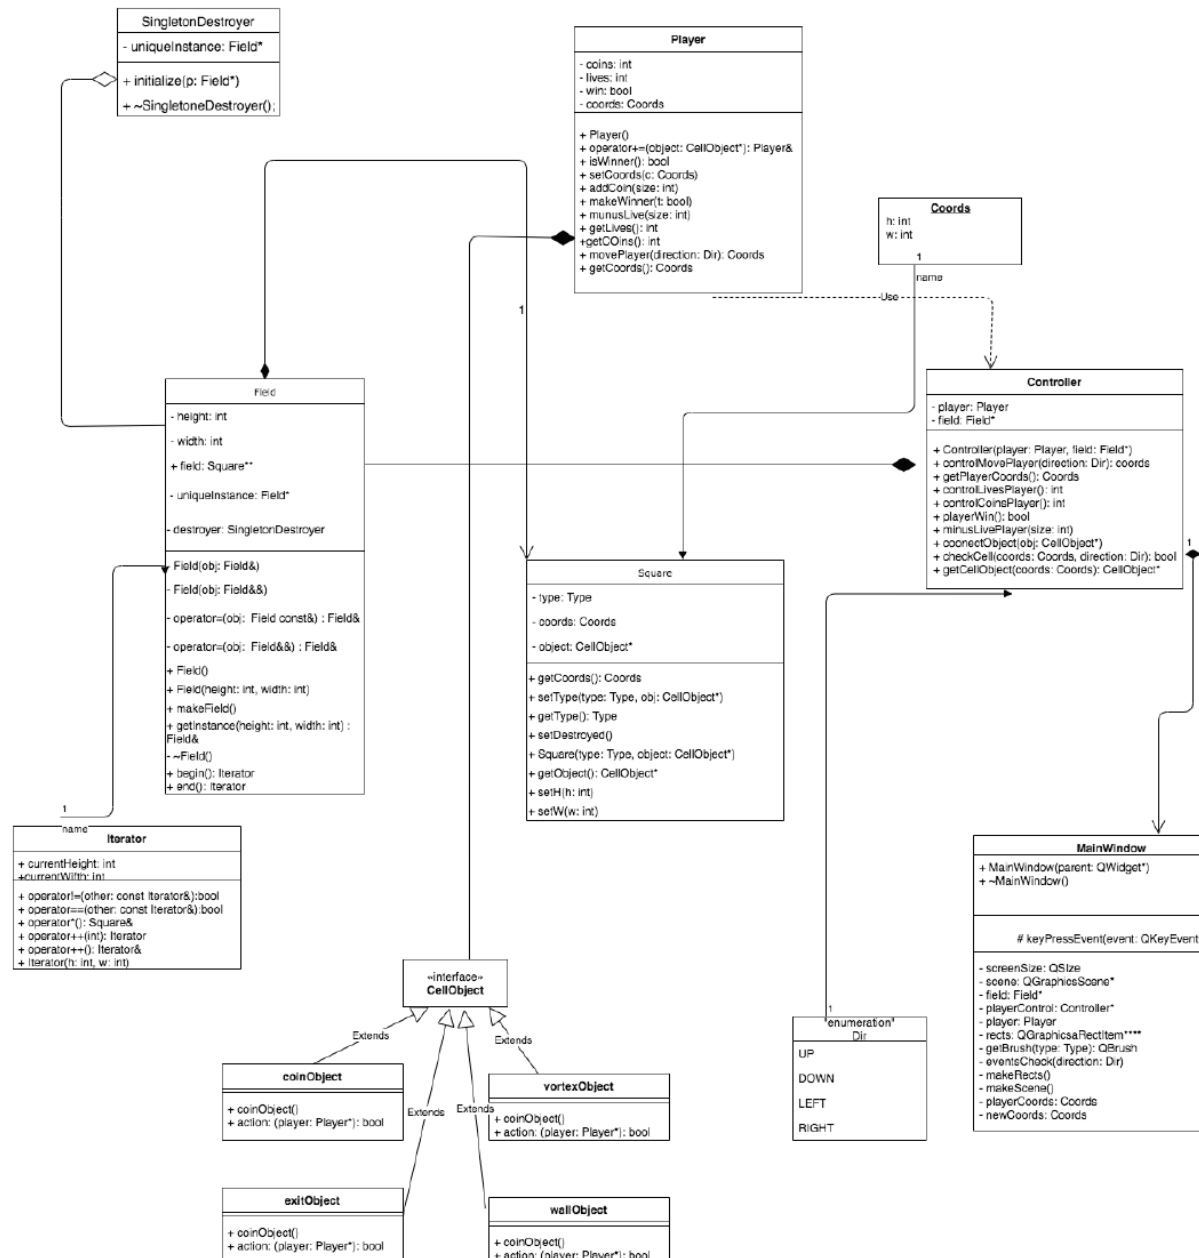 SingletonDestroyer
- uniqueInstance: Field*
+ initialize(p: Field*)
+ ~SingletoneDestroyer();
Player
- coins: int
- lives: int
- win: bool
- coords: Coords
+ Player()
+ operator+=(object: CellObject*): Player&
+ isWinner(): bool
+ setCoords(c: Coords)
+ addCoin(size: int)
+ makeWinner(t: bool)
+ munusLive(size: int)
+ getLives(): int
+getCOins(): int
+ movePlayer(direction: Dir): Coords
+ getCoords(): Coords
Coords
h: int
w: int
1
name
Use
1
Field
- height: int
- width: int
+ field: Square**
- uniqueInstance: Field*
- destroyer: SingletonDestroyer
Field(obj: Field&)
- Field(obj: Field&&)
- operator=(obj: Field const&) : Field&
- operator=(obj: Field&&) : Field&
+ Field()
+ Field(height: int, width: int)
+ makeField()
+ getInstance(height: int, width: int) :
Field&
- ~Field()
+ begin(): Iterator
+ end(): Iterator
Controller
- player: Player
- field: Field*
+ Controller(player: Player, field: Field*)
+ controlMovePlayer(direction: Dir): coords
+ getPlayerCoords(): Coords
+ controlLivesPlayer(): int
+ controlCoinsPlayer(): int
+ playerWin(): bool
+ minusLivePlayer(size: int)
+ coonectObject(obj: CellObject*)
+ checkCell(coords: Coords, direction: Dir): bool
+ getCellObject(coords: Coords): CellObject*
1
Square
- type: Type
- coords: Coords
- object: CellObject*
+ getCoords(): Coords
+ setType(type: Type, obj: CellObject*)
+ getType(): Type
+ setDestroyed()
+ Square(type: Type, object: CellObject*)
+ getObject(): CellObject*
+ setH(h: int)
+ setW(w: int)
1
name
Iterator
+ currentHeight: int
+currentWifth: int
+ operator!=(other: const Iterator&):bool
+ operator==(other: const Iterator&):bool
+ operator*(): Square&
+ operator++(int): Iterator
+ operator++(): Iterator&
+ Iterator(h: int, w: int)
MainWindow
+ MainWindow(parent: QWidget*)
+ ~MainWindow()
# keyPressEvent(event: QKeyEvent
- screenSize: QSIze
- scene: QGraphicsScene*
- field: Field*
- playerControl: Controller*
- player: Player
- rects: QGraphicsaRectItem****
- getBrush(type: Type): QBrush
- eventsCheck(direction: Dir)
- makeRects()
- makeScene()
- playerCoords: Coords
- newCoords: Coords
«interface»
CellObject
Extends
Extends
Extends
Extends
1
"enumeration"
Dir
UP
DOWN
LEFT
RIGHT
coinObject
+ coinObject()
+ action: (player: Player*): bool
vortexObject
+ coinObject()
+ action: (player: Player*): bool
exitObject
+ coinObject()
+ action: (player: Player*): bool
wallObject
+ coinObject()
+ action: (player: Player*): bool